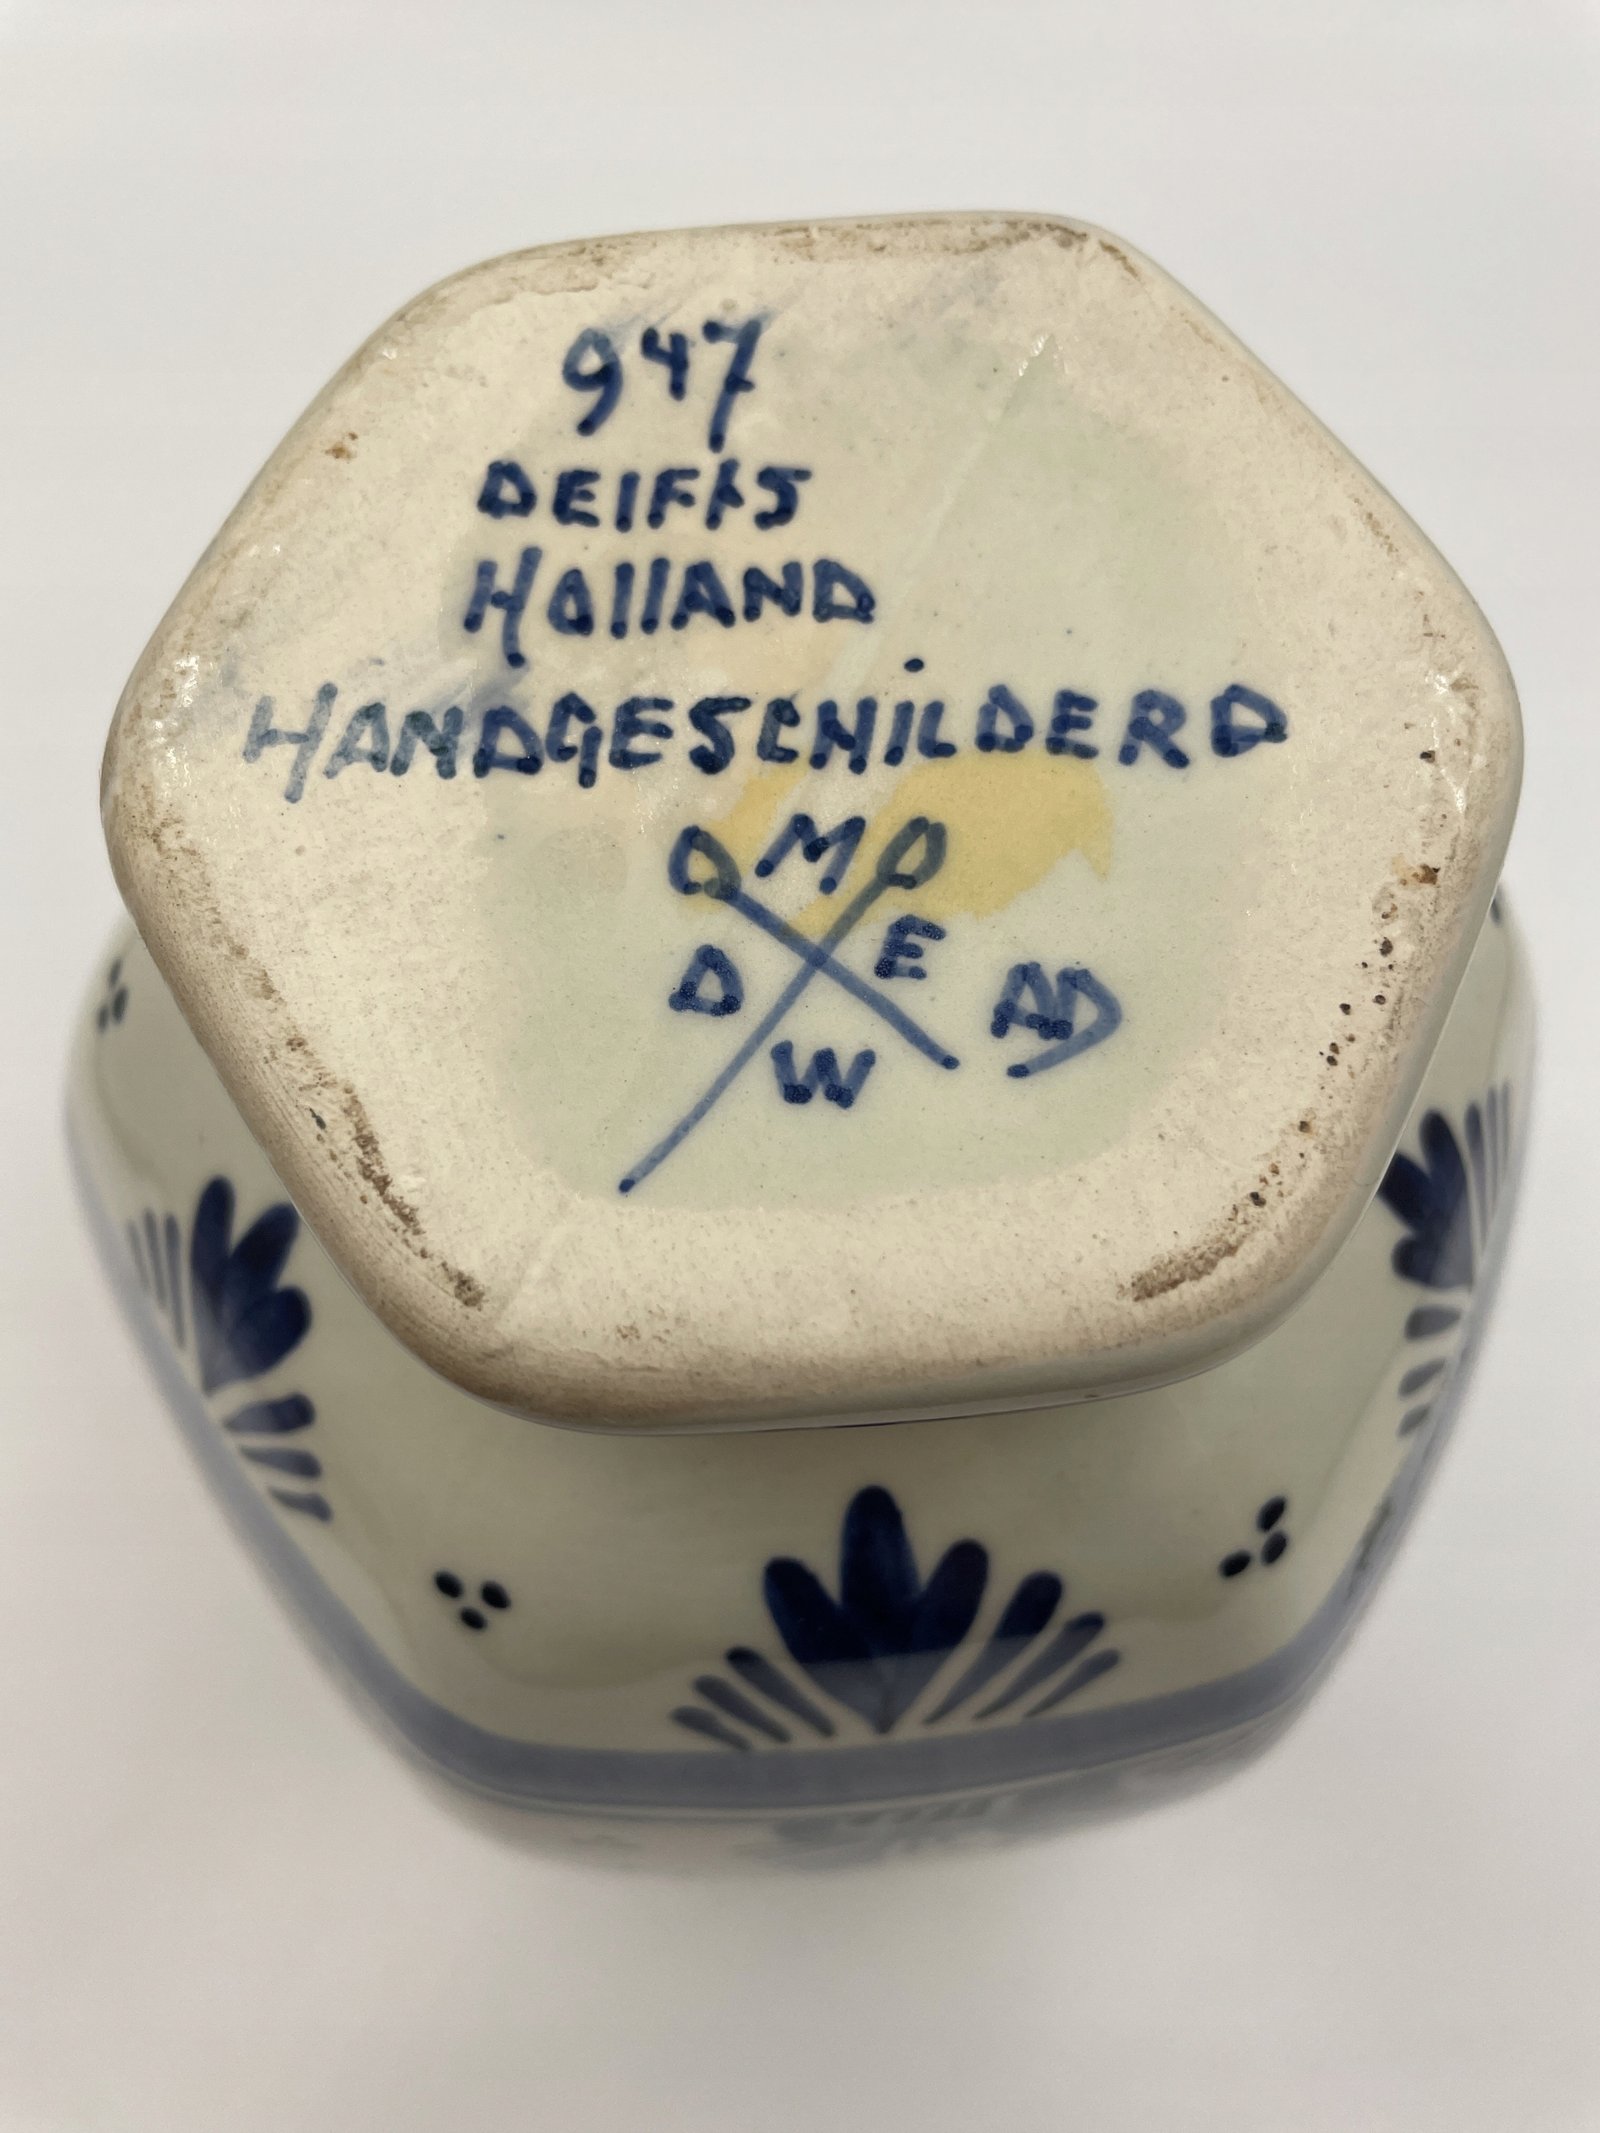 947
DElFtS
HOllAND
HANDGESCHiLDERD
D M D
D E AD
W